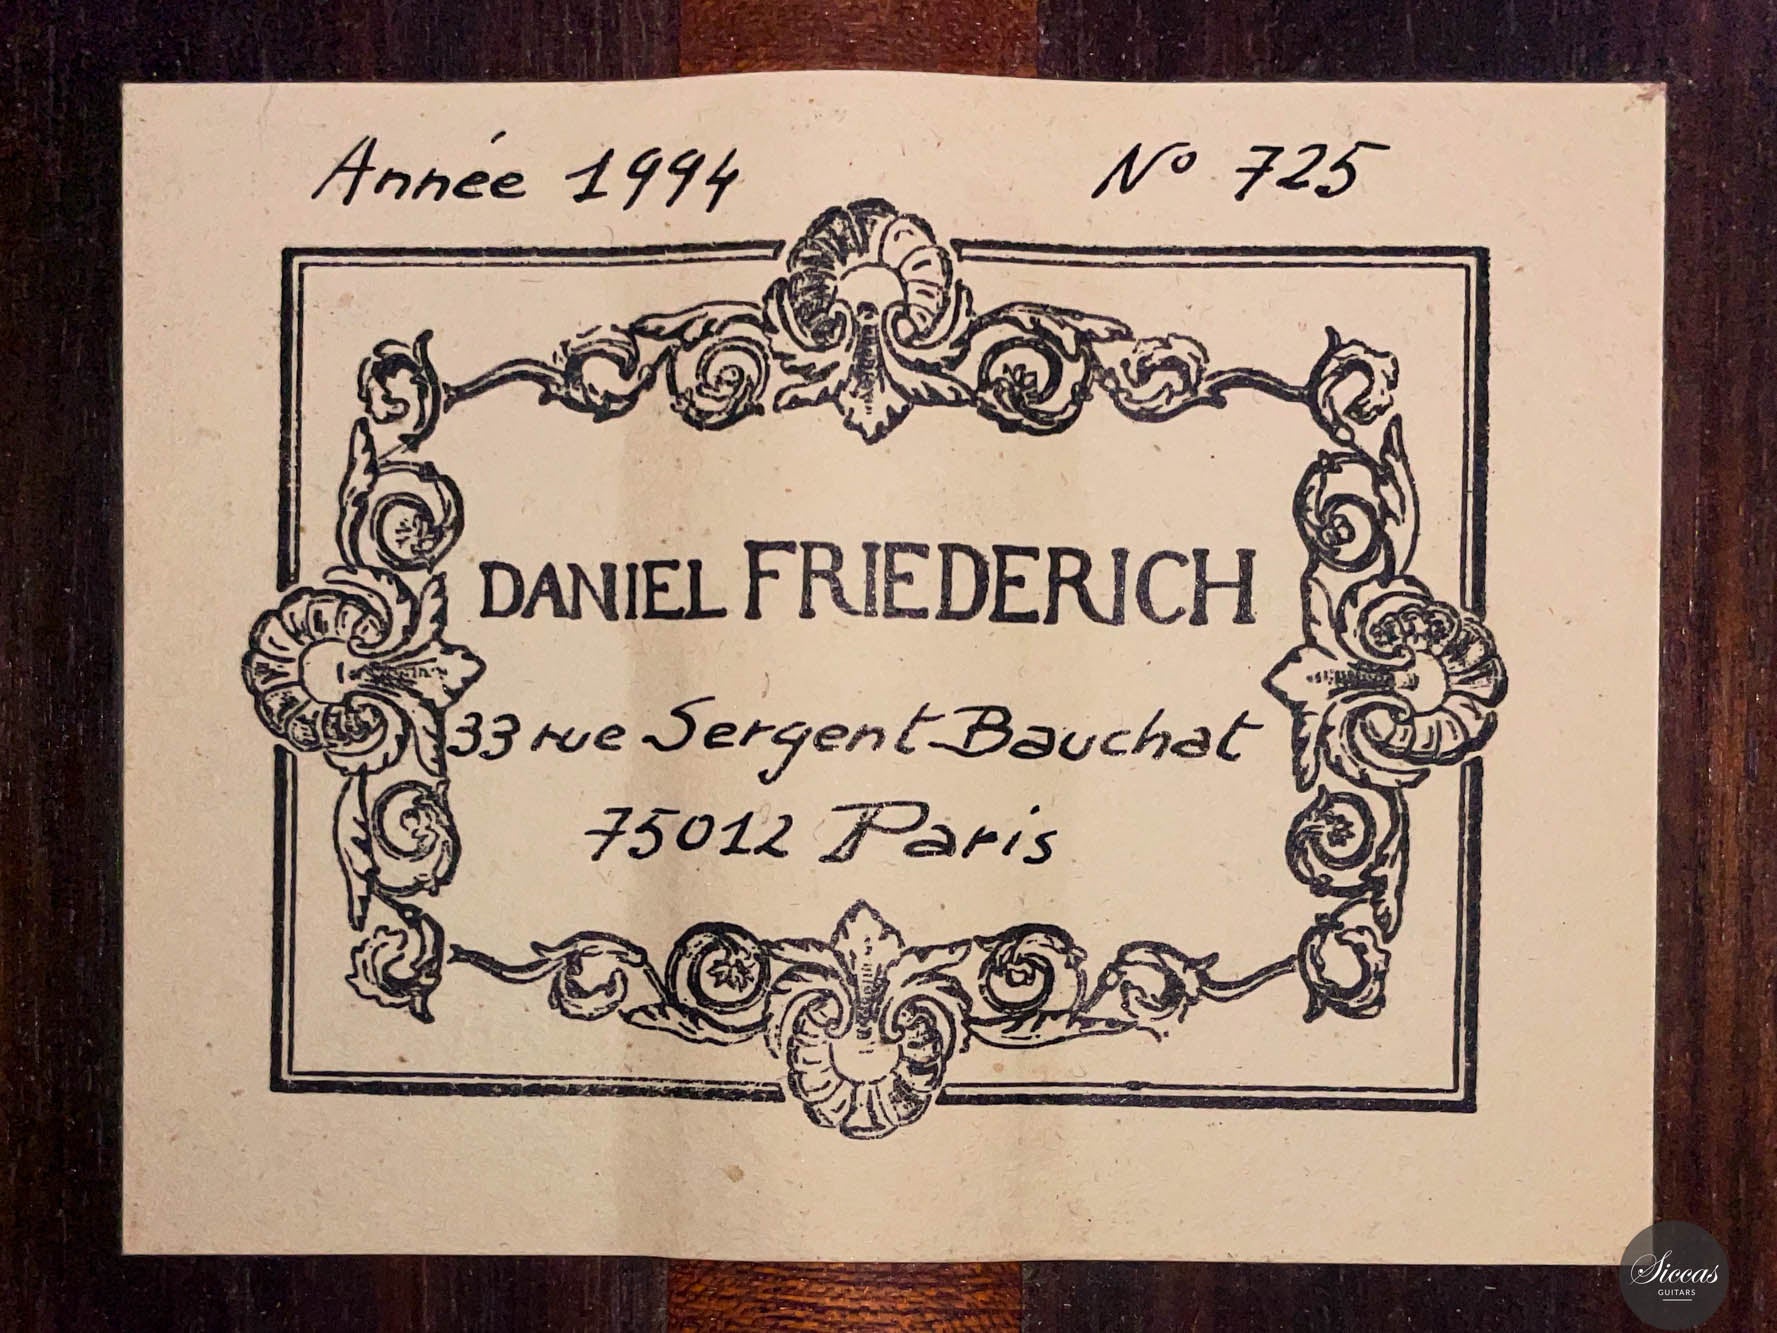 Année 1994 N° 725
DANIEL FRIEDERICH
33 rue Sergent Bauchat
75012 Paris
Siccas
GUITARS